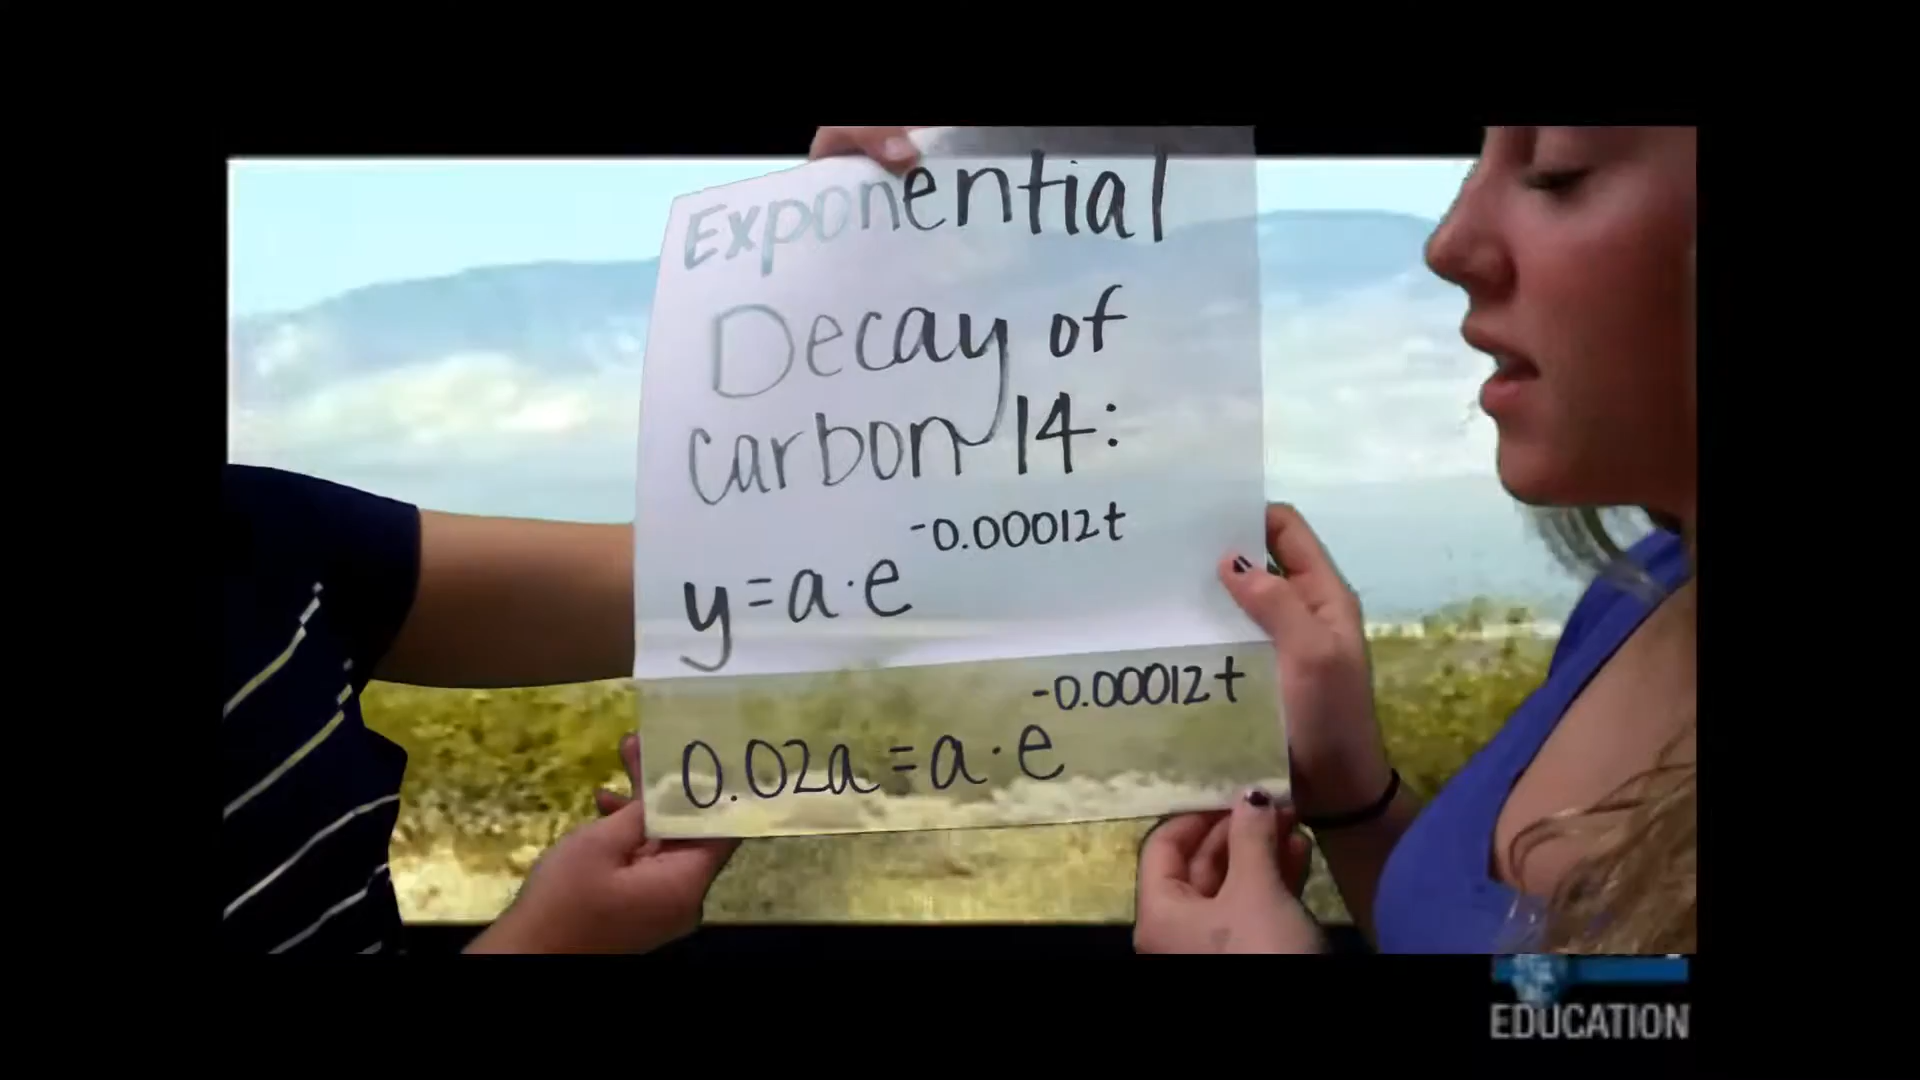 Exponential
Decay of
carbon 14:
y=a·e^-0.00012t
0.02a=a·e^-0.00012t
EDUCATION